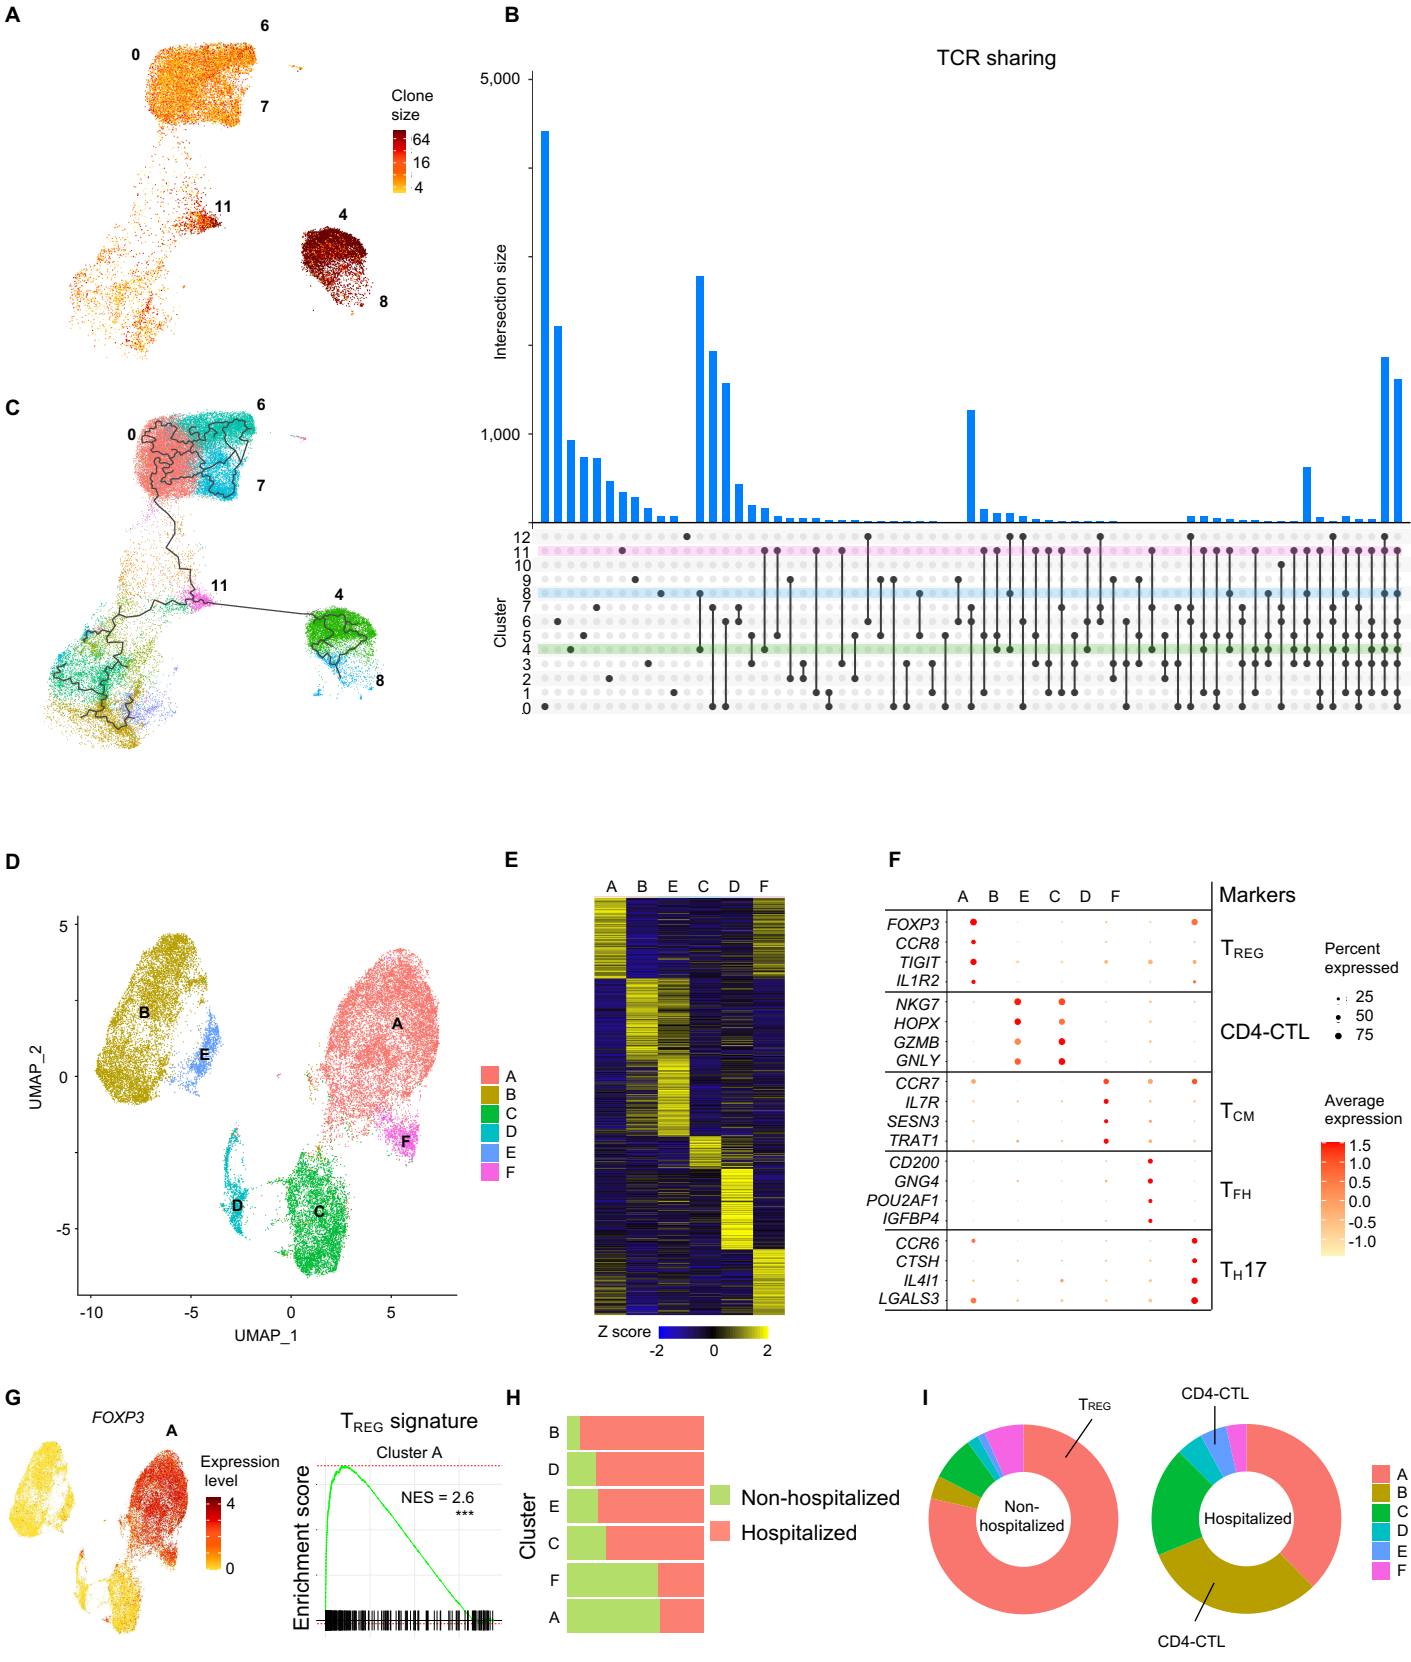 A
6
0
7
Clone
size
64
16
4
11
4
8
B
TCR sharing
5,000
1,000
Intersection size
12
11
10
9
8
7
6
5
4
3
2
1
0
Cluster
C
6
0
7
11
4
8
D
5
0
-5
UMAP_2
-10 -5 0 5
UMAP_1
B
E
A
F
D
C
A
B
C
D
E
F
E
A B E C D F
Z score
-2 0 2
F
A B E C D F
Markers
FOXP3
CCR8
TIGIT
IL1R2
TREG
NKG7
HOPX
GZMB
GNLY
CD4-CTL
CCR7
IL7R
SESN3
TRAT1
TCM
CD200
GNG4
POU2AF1
IGFBP4
TFH
CCR6
CTSH
IL4I1
LGALS3
TH17
Percent
expressed
25
50
75
Average
expression
1.5
1.0
0.5
0.0
-0.5
-1.0
G
FOXP3
A
Expression
level
4
0
TREG signature
Cluster A
NES = 2.6
***
Enrichment score
H
B
D
E
C
F
A
Cluster
Non-hospitalized
Hospitalized
I
TREG
Non-
hospitalized
CD4-CTL
Hospitalized
CD4-CTL
A
B
C
D
E
F